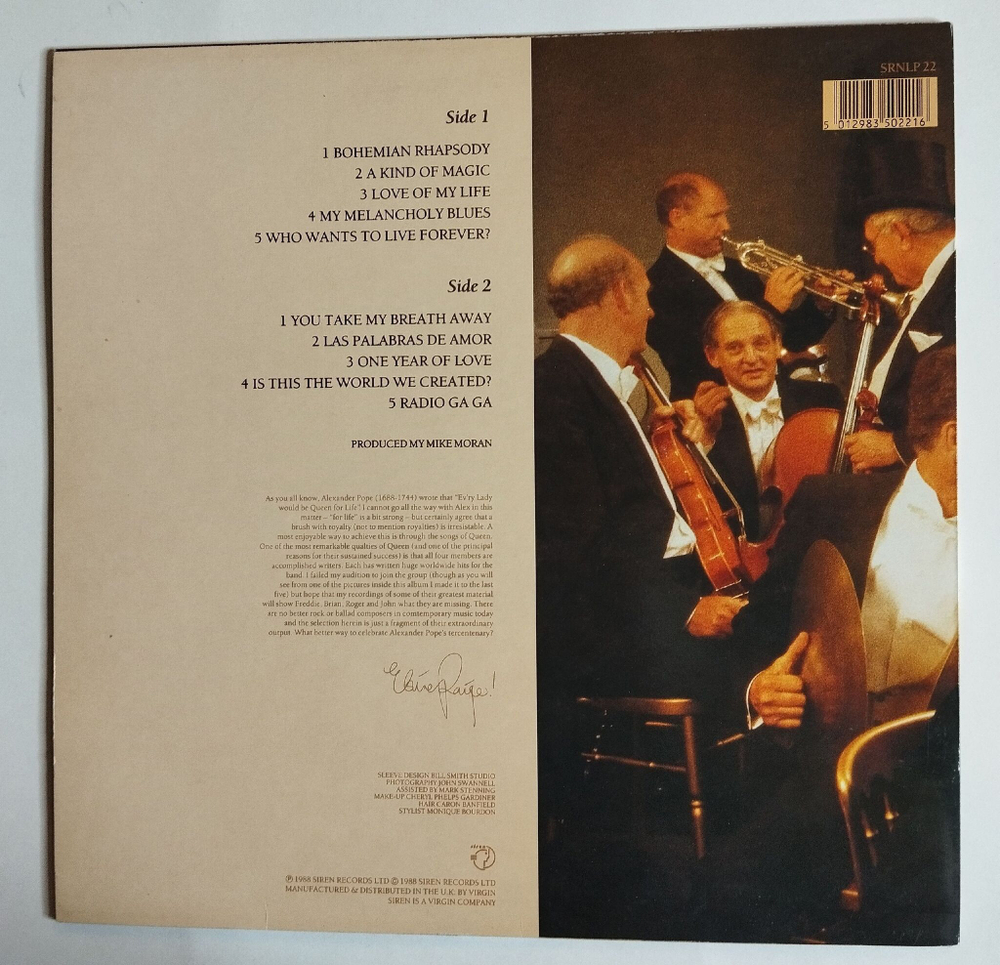 SRNLP 22
5 012983 502216
Side 1
1 BOHEMIAN RHAPSODY
2 A KIND OF MAGIC
3 LOVE OF MY LIFE
4 MY MELANCHOLY BLUES
5 WHO WANTS TO LIVE FOREVER?
Side 2
1 YOU TAKE MY BREATH AWAY
2 LAS PALABRAS DE AMOR
3 ONE YEAR OF LOVE
4 IS THIS THE WORLD WE CREATED?
5 RADIO GA GA
PRODUCED MY MIKE MORAN
As you all know, Alexander Pope (1688-1744) wrote that "Ev'ry Lady
would be Queen for Life". I cannot go all the way with Alex in this
matter – "for life" is a bit strong – but certainly agree that a
brush with royalty (not to mention royalties) is irresistable. A
most enjoyable way to achieve this is through the songs of Queen.
One of the most remarkable qualties of Queen (and one of the principal
reasons for their sustained success) is that all four members are
accomplished writers. Each has written huge worldwide hits for the
band. I failed my audition to join the group (though as you will
see from one of the pictures inside this album I made it to the last
five) but hope that my recordings of some of their greatest material
will show Freddie, Brian, Roger and John what they are missing. There
are no better rock or ballad composers in comtemporary music today
and the selection herein is just a fragment of their extraordinary
output. What better way to celebrate Alexander Pope's tercentenary?
Elaine Paige!
SLEEVE DESIGN BILL SMITH STUDIO
PHOTOGRAPHY JOHN SWANNELL
ASSISTED BY MARK STENNING
MAKE-UP CHERYL PHELPS GARDINER
HAIR CARON BANFIELD
STYLIST MONIQUE BOURDON
SIREN
℗ 1988 SIREN RECORDS LTD © 1988 SIREN RECORDS LTD
MANUFACTURED & DISTRIBUTED IN THE U.K. BY VIRGIN
SIREN IS A VIRGIN COMPANY